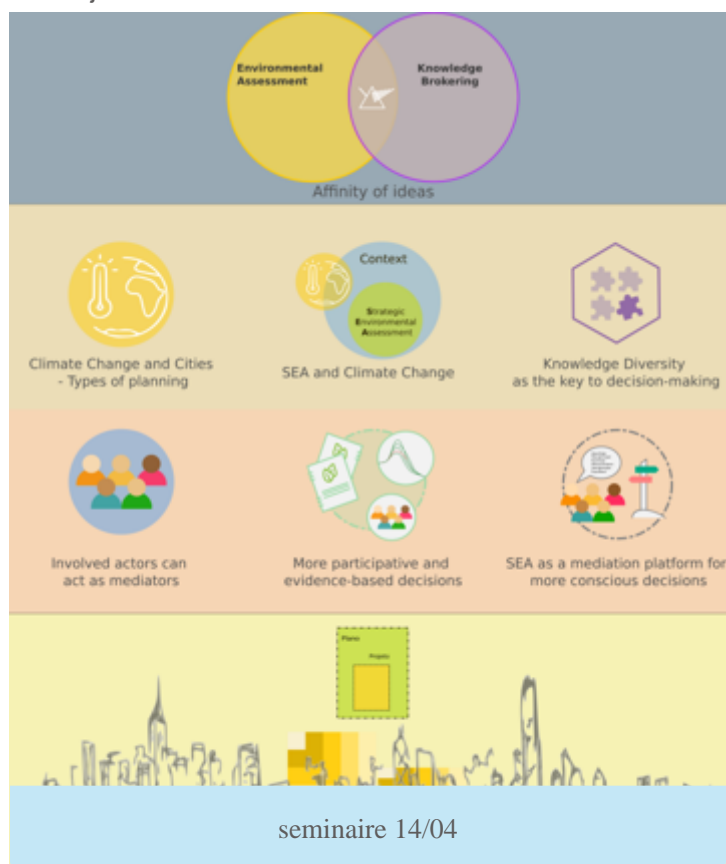 Environmental
Assessment
Knowledge
Brokering
Affinity of ideas
Climate Change and Cities
- Types of planning
Context
Strategic
Environmental
Assessment
SEA and Climate Change
Knowledge Diversity
as the key to decision-making
Involved actors can
act as mediators
More participative and
evidence-based decisions
SEA as a mediation platform for
more conscious decisions
Plano
Projeto
seminaire 14/04